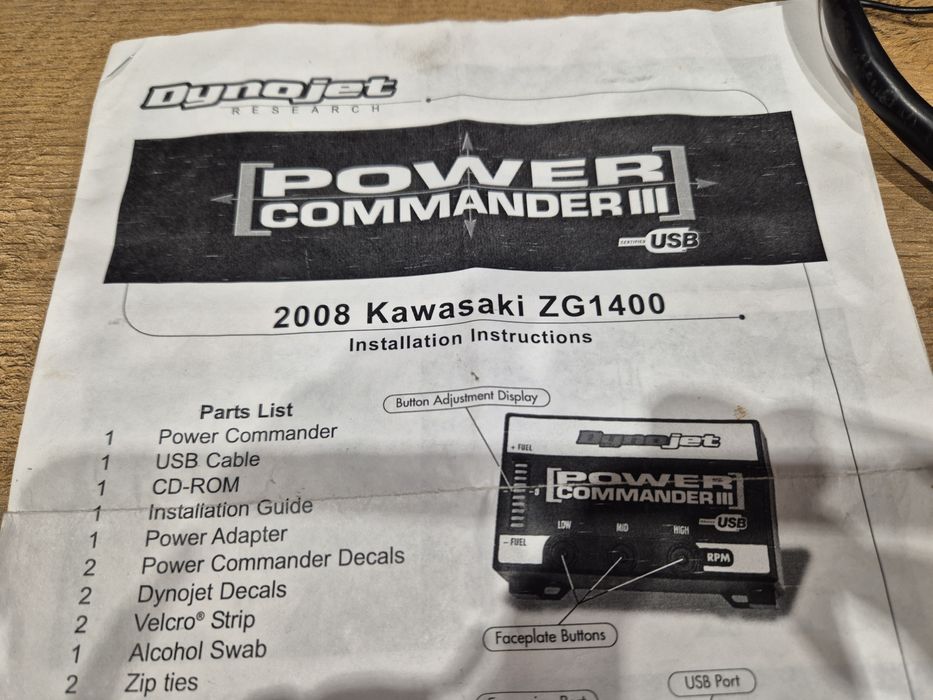 Dynojet
RESEARCH
[POWER
COMMANDER III]
CERTIFIED USB
2008 Kawasaki ZG1400
Installation Instructions
Parts List
1 Power Commander
1 USB Cable
1 CD-ROM
1 Installation Guide
1 Power Adapter
2 Power Commander Decals
2 Dynojet Decals
2 Velcro® Strip
1 Alcohol Swab
2 Zip ties
Button Adjustment Display
+ FUEL
Dynojet
[POWER
COMMANDER III]
USB
LOW MID HIGH
- FUEL
RPM
Faceplate Buttons
USB Port